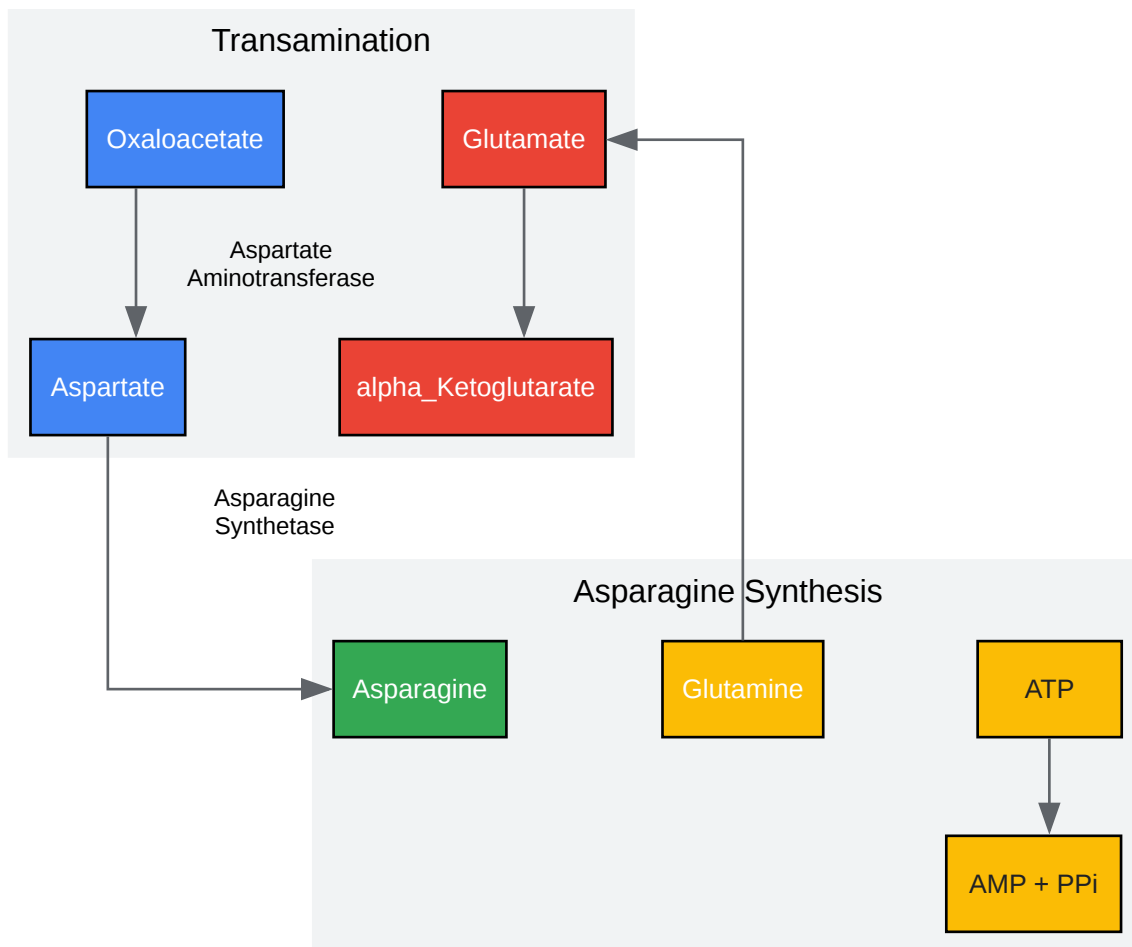 Transamination
Oxaloacetate
Glutamate
Aspartate
Aminotransferase
Aspartate
alpha_Ketoglutarate
Asparagine
Synthetase
Asparagine Synthesis
Asparagine
Glutamine
ATP
AMP + PPi